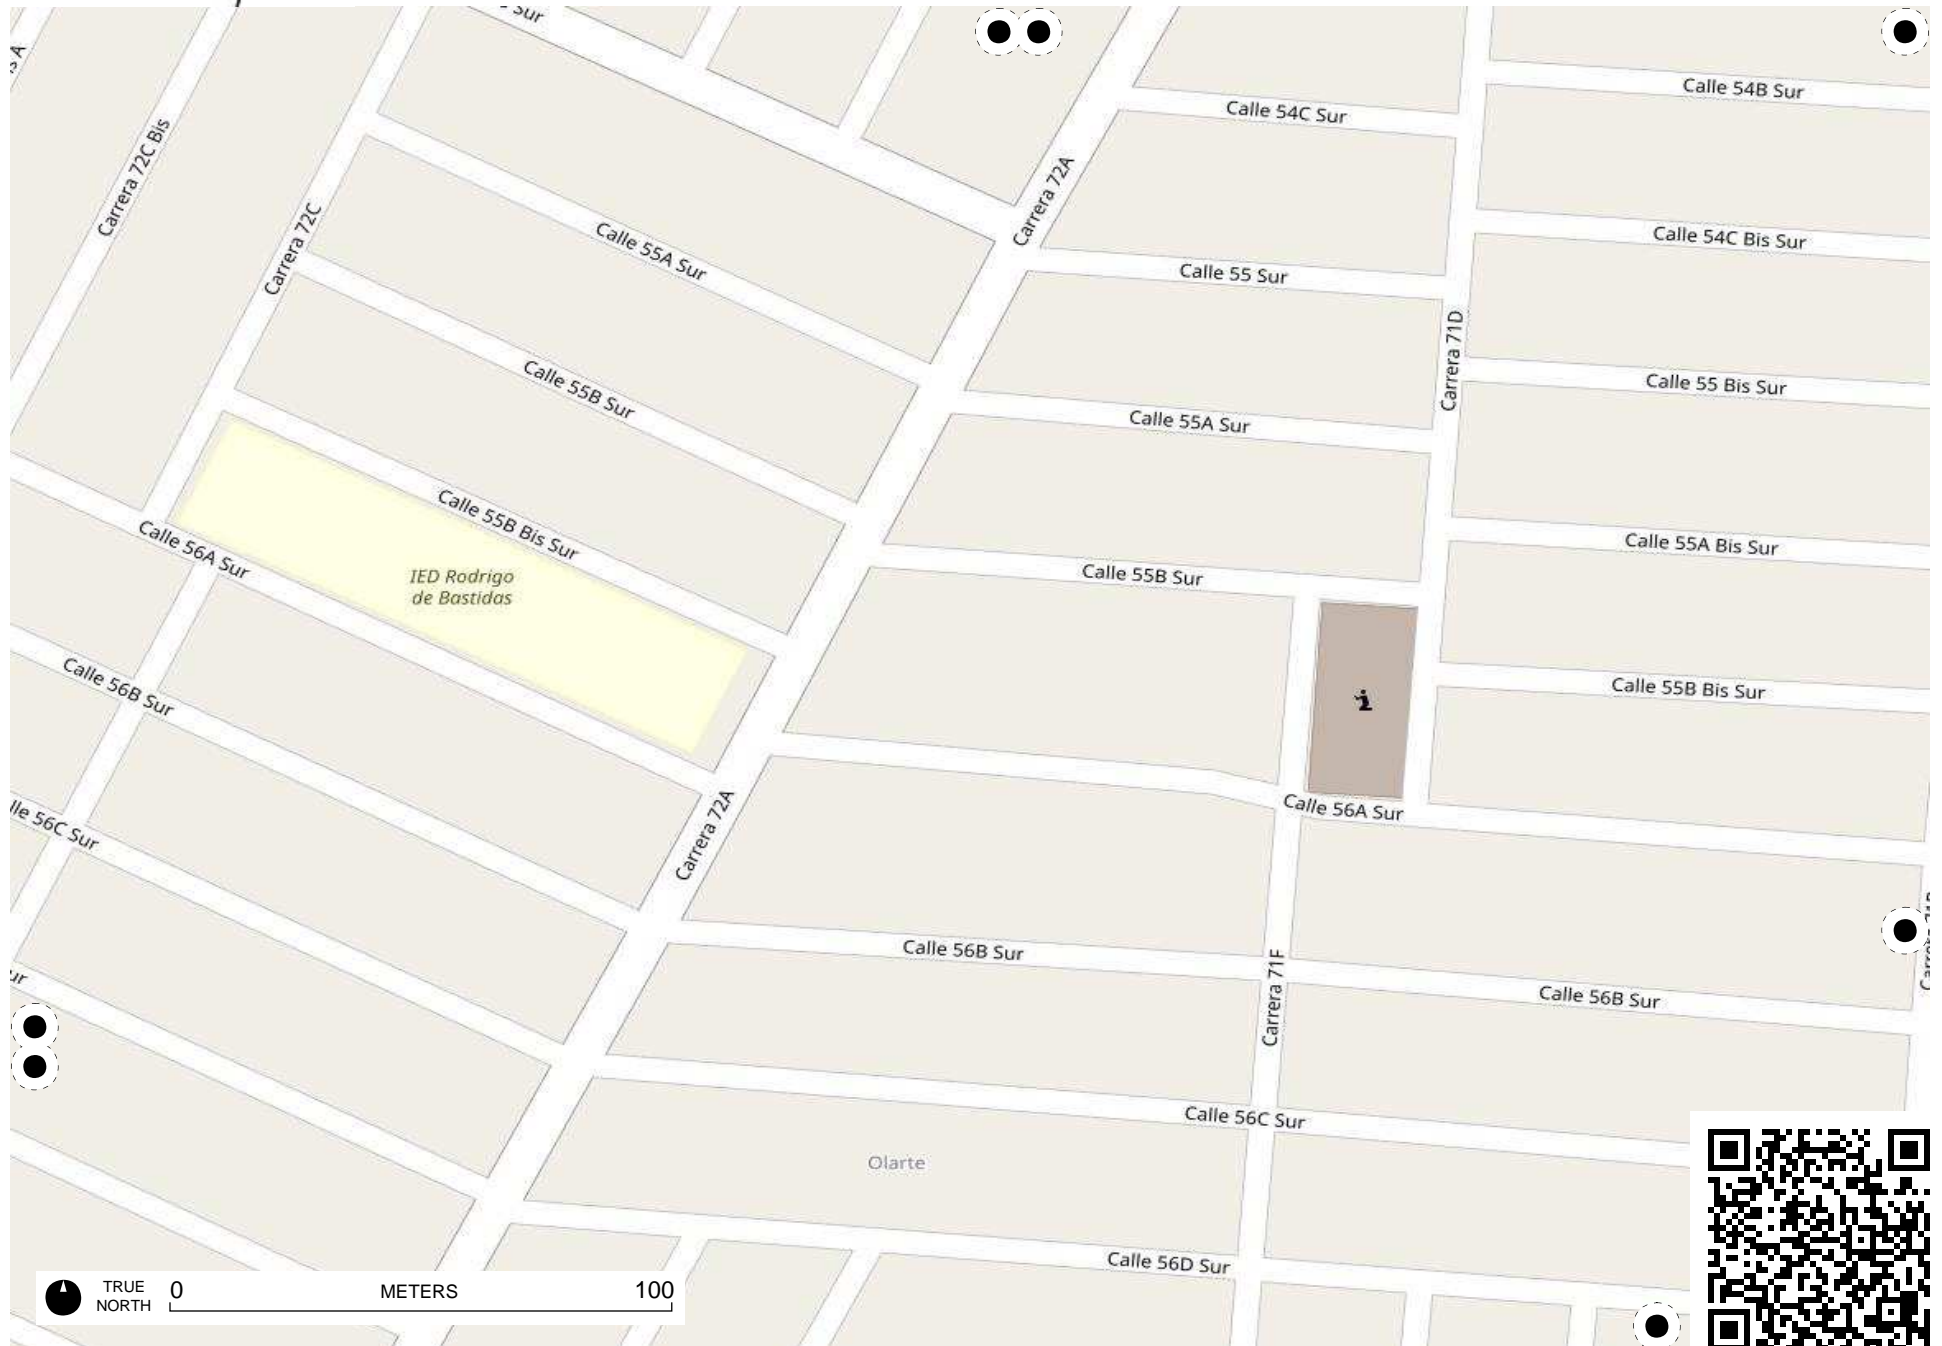 Sur
Calle 54B Sur
Calle 54C Sur
Carrera 72C Bis
Carrera 72A
Carrera 72C
Calle 55A Sur
Calle 54C Bis Sur
Calle 55 Sur
Carrera 71D
Calle 55B Sur
Calle 55 Bis Sur
Calle 55A Sur
Calle 55B Bis Sur
Calle 56A Sur
Calle 55A Bis Sur
IED Rodrigo
de Bastidas
Calle 55B Sur
Calle 56B Sur
Calle 55B Bis Sur
lle 56C Sur
Carrera 72A
Calle 56A Sur
Calle 56B Sur
Carrera 71F
Calle 56B Sur
ur
Calle 56C Sur
Olarte
Calle 56D Sur
TRUE
NORTH
0
METERS
100